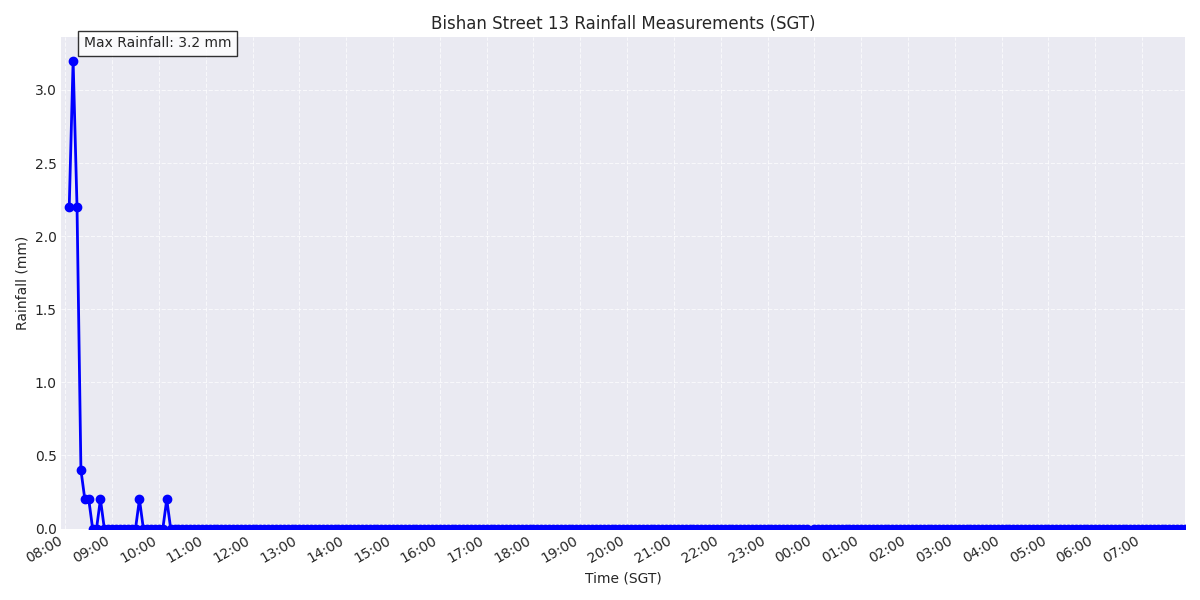 Bishan Street 13 Rainfall Measurements (SGT)
Max Rainfall: 3.2 mm
Rainfall (mm)
3.0
2.5
2.0
1.5
1.0
0.5
0.0
08:00 09:00 10:00 11:00 12:00 13:00 14:00 15:00 16:00 17:00 18:00 19:00 20:00 21:00 22:00 23:00 00:00 01:00 02:00 03:00 04:00 05:00 06:00 07:00
Time (SGT)